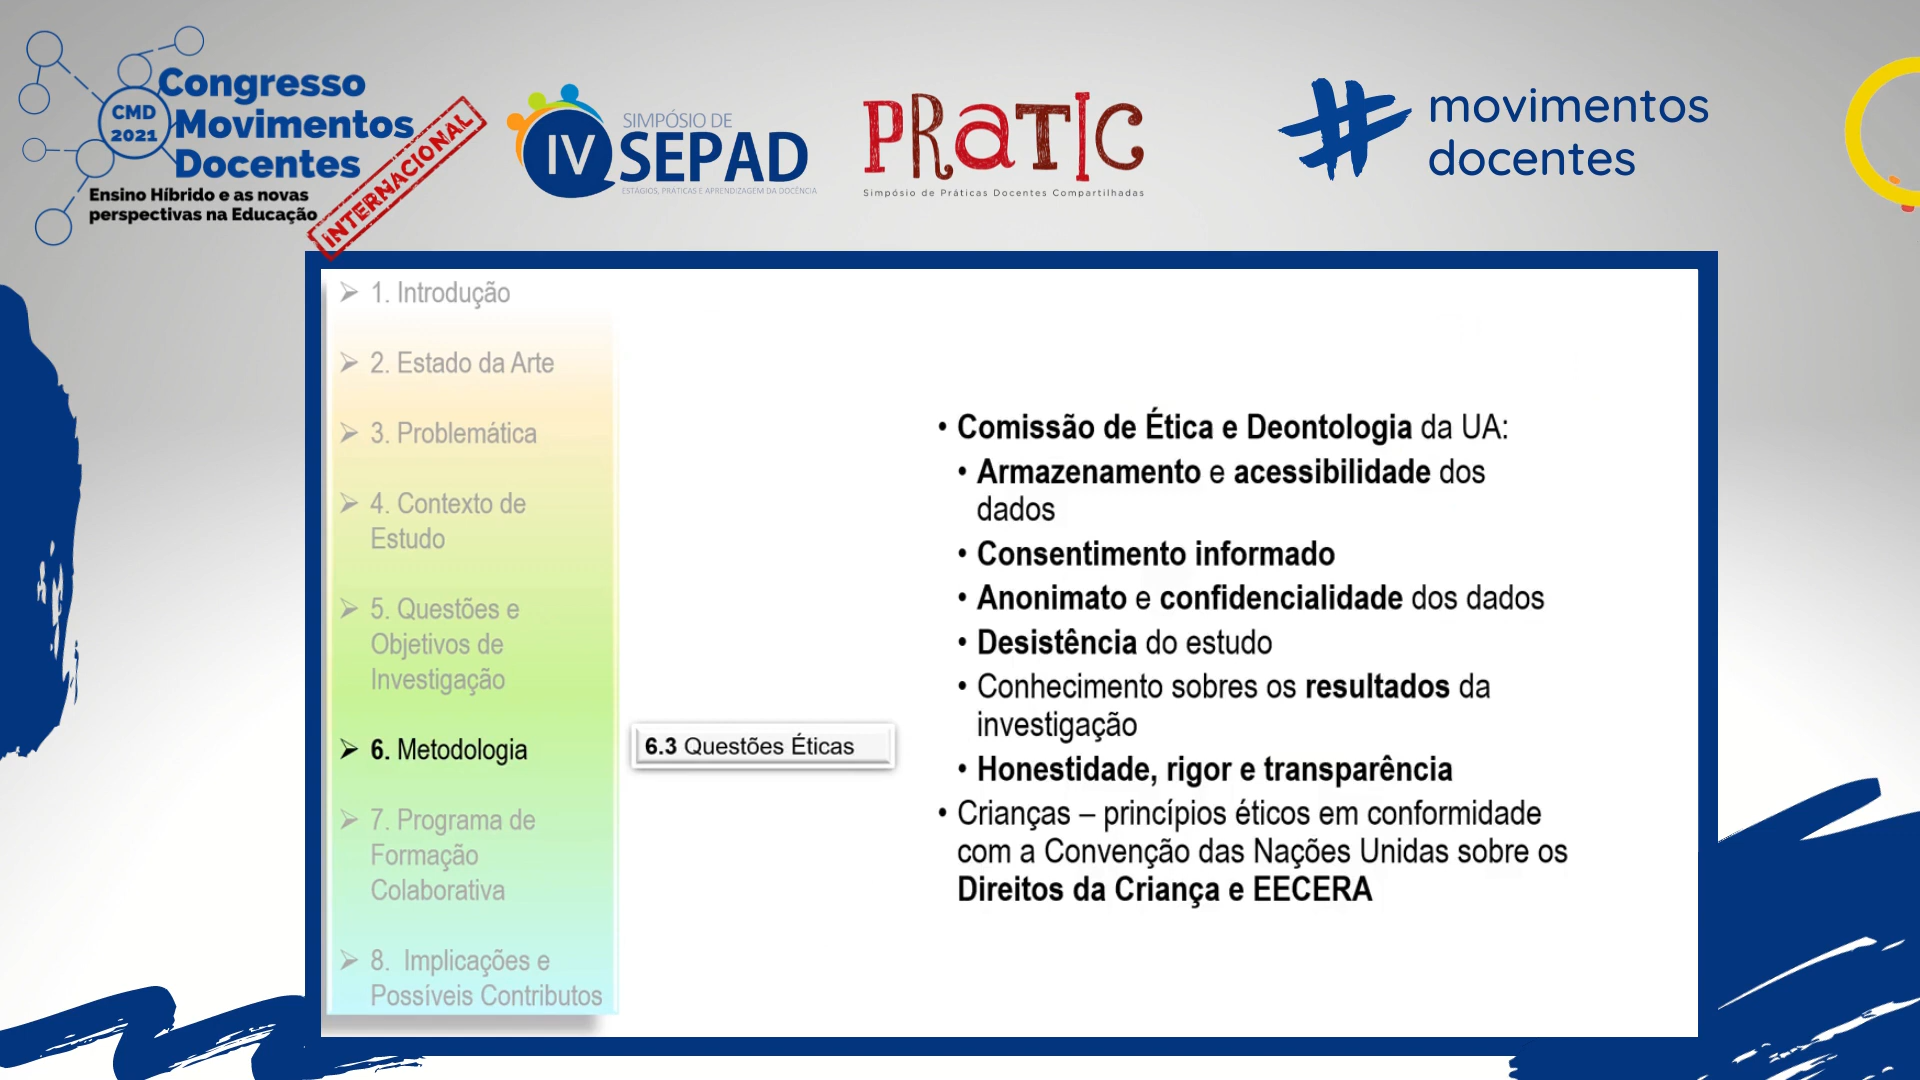 Congresso
CMD
2021
Movimentos
Docentes
Ensino Híbrido e as novas
perspectivas na Educação
INTERNACIONAL
SIMPÓSIO DE
IV SEPAD
ESTÁGIOS, PRÁTICAS E APRENDIZAGEM DA DOCÊNCIA
PRATIC
Simpósio de Práticas Docentes Compartilhadas
# movimentos
docentes
➢ 1. Introdução
➢ 2. Estado da Arte
➢ 3. Problemática
➢ 4. Contexto de
Estudo
➢ 5. Questões e
Objetivos de
Investigação
➢ 6. Metodologia
➢ 7. Programa de
Formação
Colaborativa
➢ 8. Implicações e
Possíveis Contributos
6.3 Questões Éticas
• Comissão de Ética e Deontologia da UA:
• Armazenamento e acessibilidade dos
dados
• Consentimento informado
• Anonimato e confidencialidade dos dados
• Desistência do estudo
• Conhecimento sobres os resultados da
investigação
• Honestidade, rigor e transparência
• Crianças – princípios éticos em conformidade
com a Convenção das Nações Unidas sobre os
Direitos da Criança e EECERA